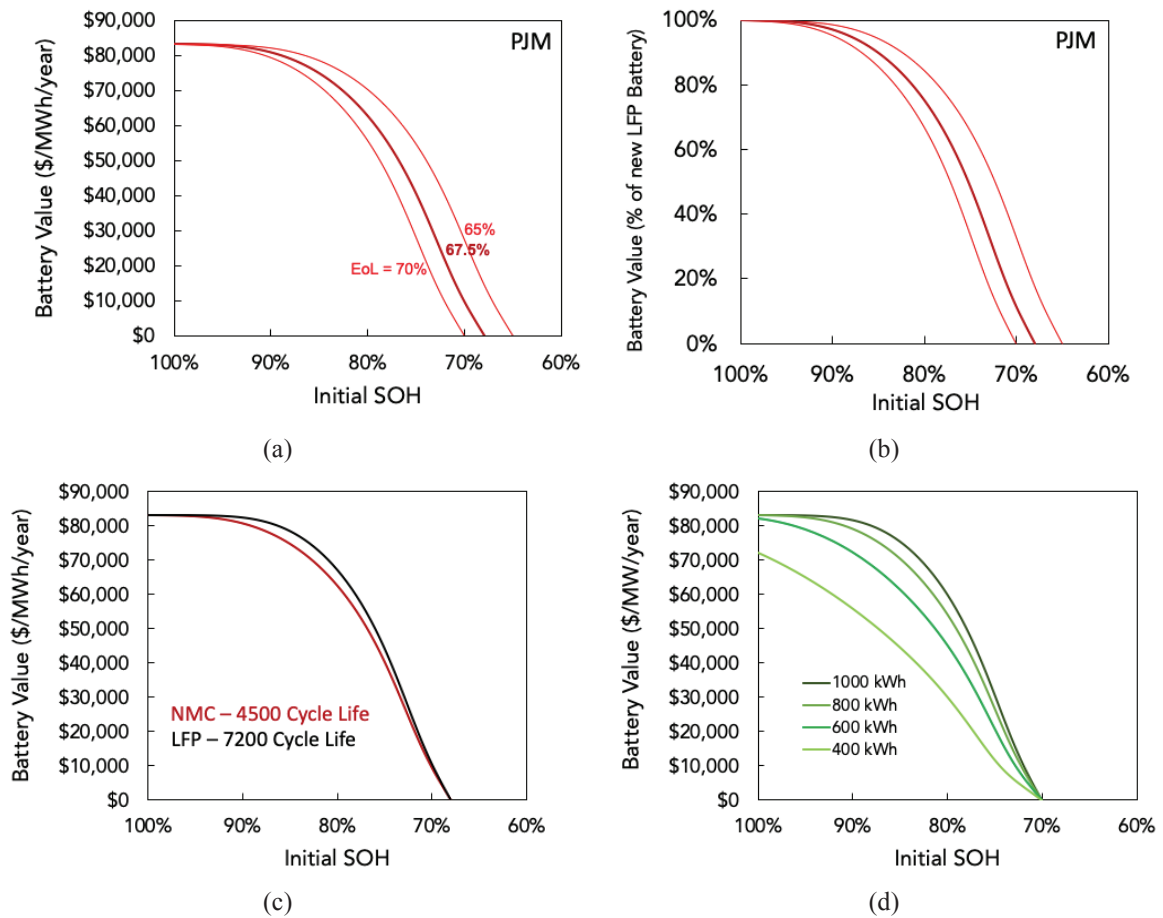 Battery Value ($/MWh/year)
$90,000
$80,000
$70,000
$60,000
$50,000
$40,000
$30,000
$20,000
$10,000
$0
PJM
65%
67.5%
EoL = 70%
100% 90% 80% 70% 60%
Initial SOH
(a)
Battery Value (% of new LFP Battery)
100%
80%
60%
40%
20%
0%
PJM
100% 90% 80% 70% 60%
Initial SOH
(b)
Battery Value ($/MWh/year)
$90,000
$80,000
$70,000
$60,000
$50,000
$40,000
$30,000
$20,000
$10,000
$0
NMC – 4500 Cycle Life
LFP – 7200 Cycle Life
100% 90% 80% 70% 60%
Initial SOH
(c)
Battery Value ($/MW/year)
$90,000
$80,000
$70,000
$60,000
$50,000
$40,000
$30,000
$20,000
$10,000
$0
1000 kWh
800 kWh
600 kWh
400 kWh
100% 90% 80% 70% 60%
Initial SOH
(d)